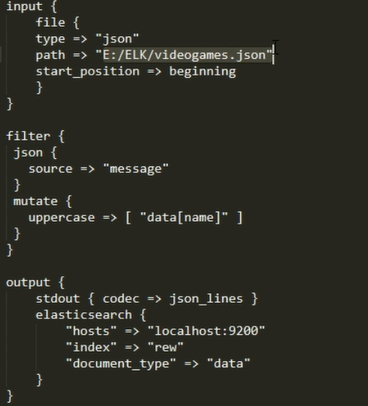 input {
    file {
    type => "json"
    path => "E:/ELK/videogames.json"
    start_position => beginning
    }
}

filter {
 json {
   source => "message"
 }
 mutate {
   uppercase => [ "data[name]" ]
 }
}

output {
    stdout { codec => json_lines }
    elasticsearch {
        "hosts" => "localhost:9200"
        "index" => "rew"
        "document_type" => "data"
    }
}